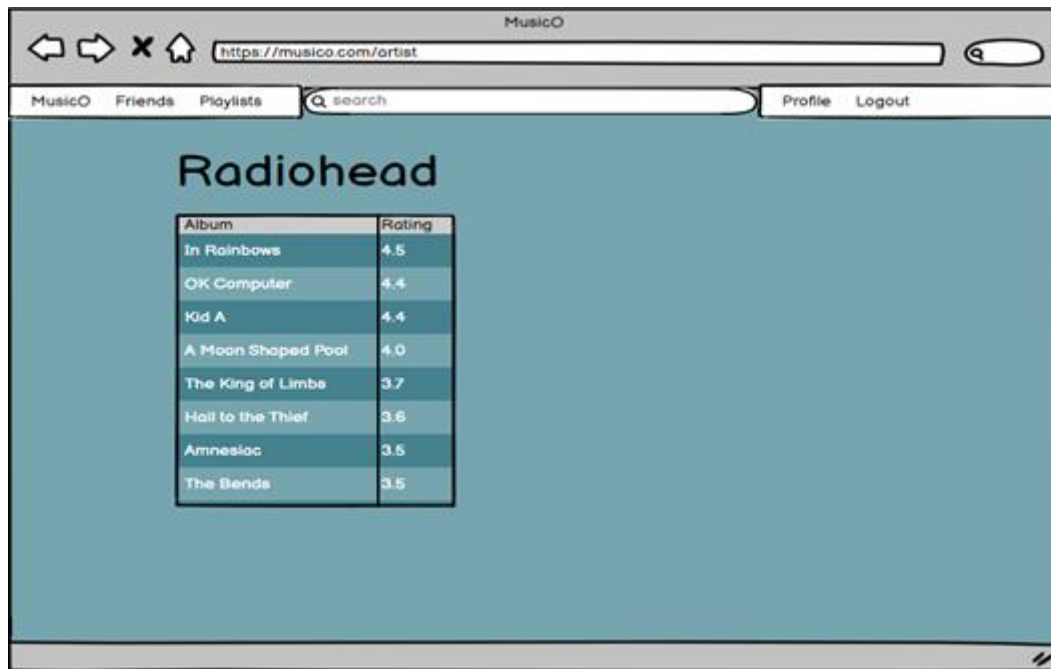 MusicO
https://musico.com/artist
MusicO Friends Playlists search Profile Logout
Radiohead
Album Rating
In Rainbows 4.5
OK Computer 4.4
Kid A 4.4
A Moon Shaped Pool 4.0
The King of Limbs 3.7
Hail to the Thief 3.6
Amnesiac 3.5
The Bends 3.5